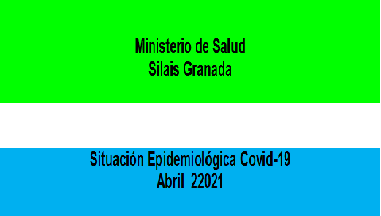 Ministerio de Salud
Silais Granada
Situación Epidemiológica Covid-19
Abril  22021